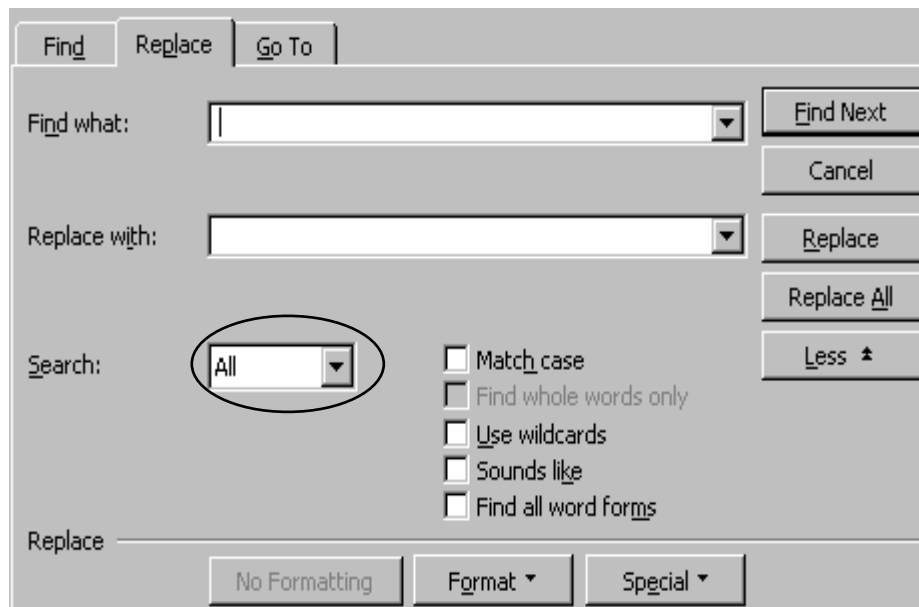 Find Replace Go To
Find what: Find Next
Cancel
Replace with: Replace
Replace All
Search: All Match case Less
Find whole words only
Use wildcards
Sounds like
Find all word forms
Replace
No Formatting Format Special